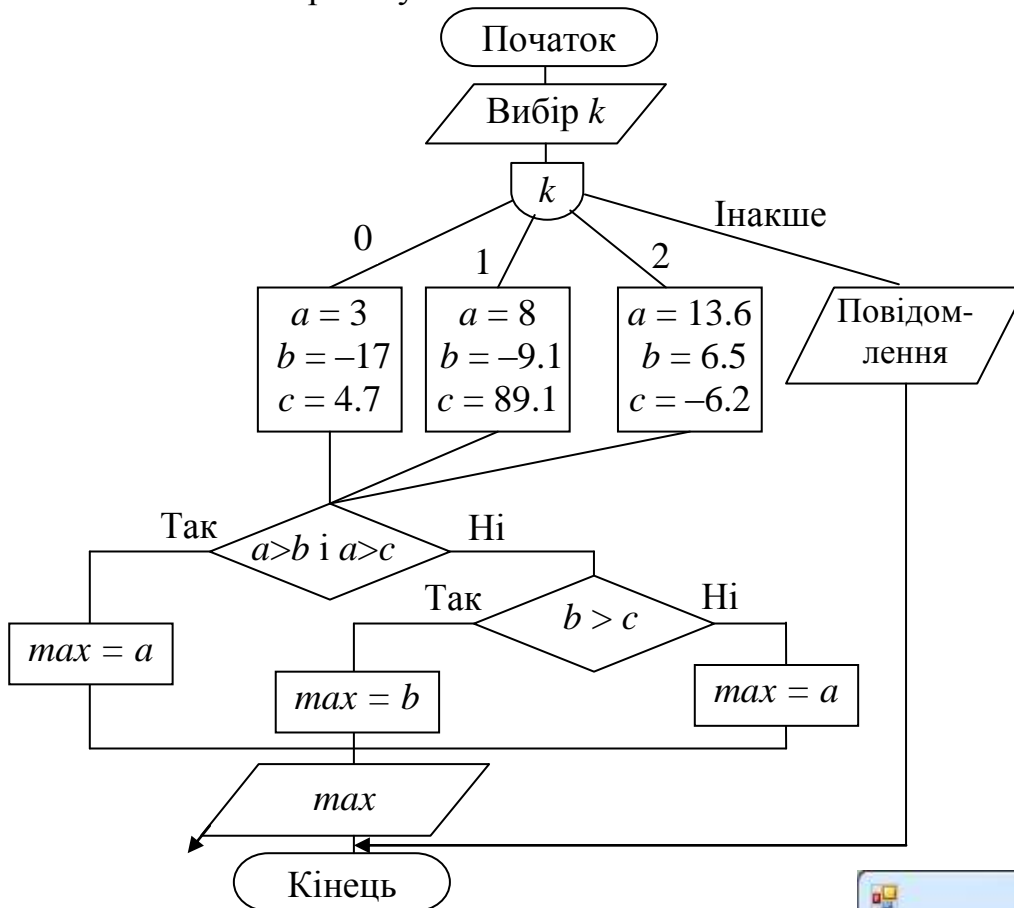 Початок
Вибір k
k
Інакше
0
1
2
a = 3
b = –17
c = 4.7
a = 8
b = –9.1
c = 89.1
a = 13.6
b = 6.5
c = –6.2
Повідом-
лення
Так
a>b і a>c
Ні
Так
b > c
Ні
max = a
max = b
max = a
max
Кінець